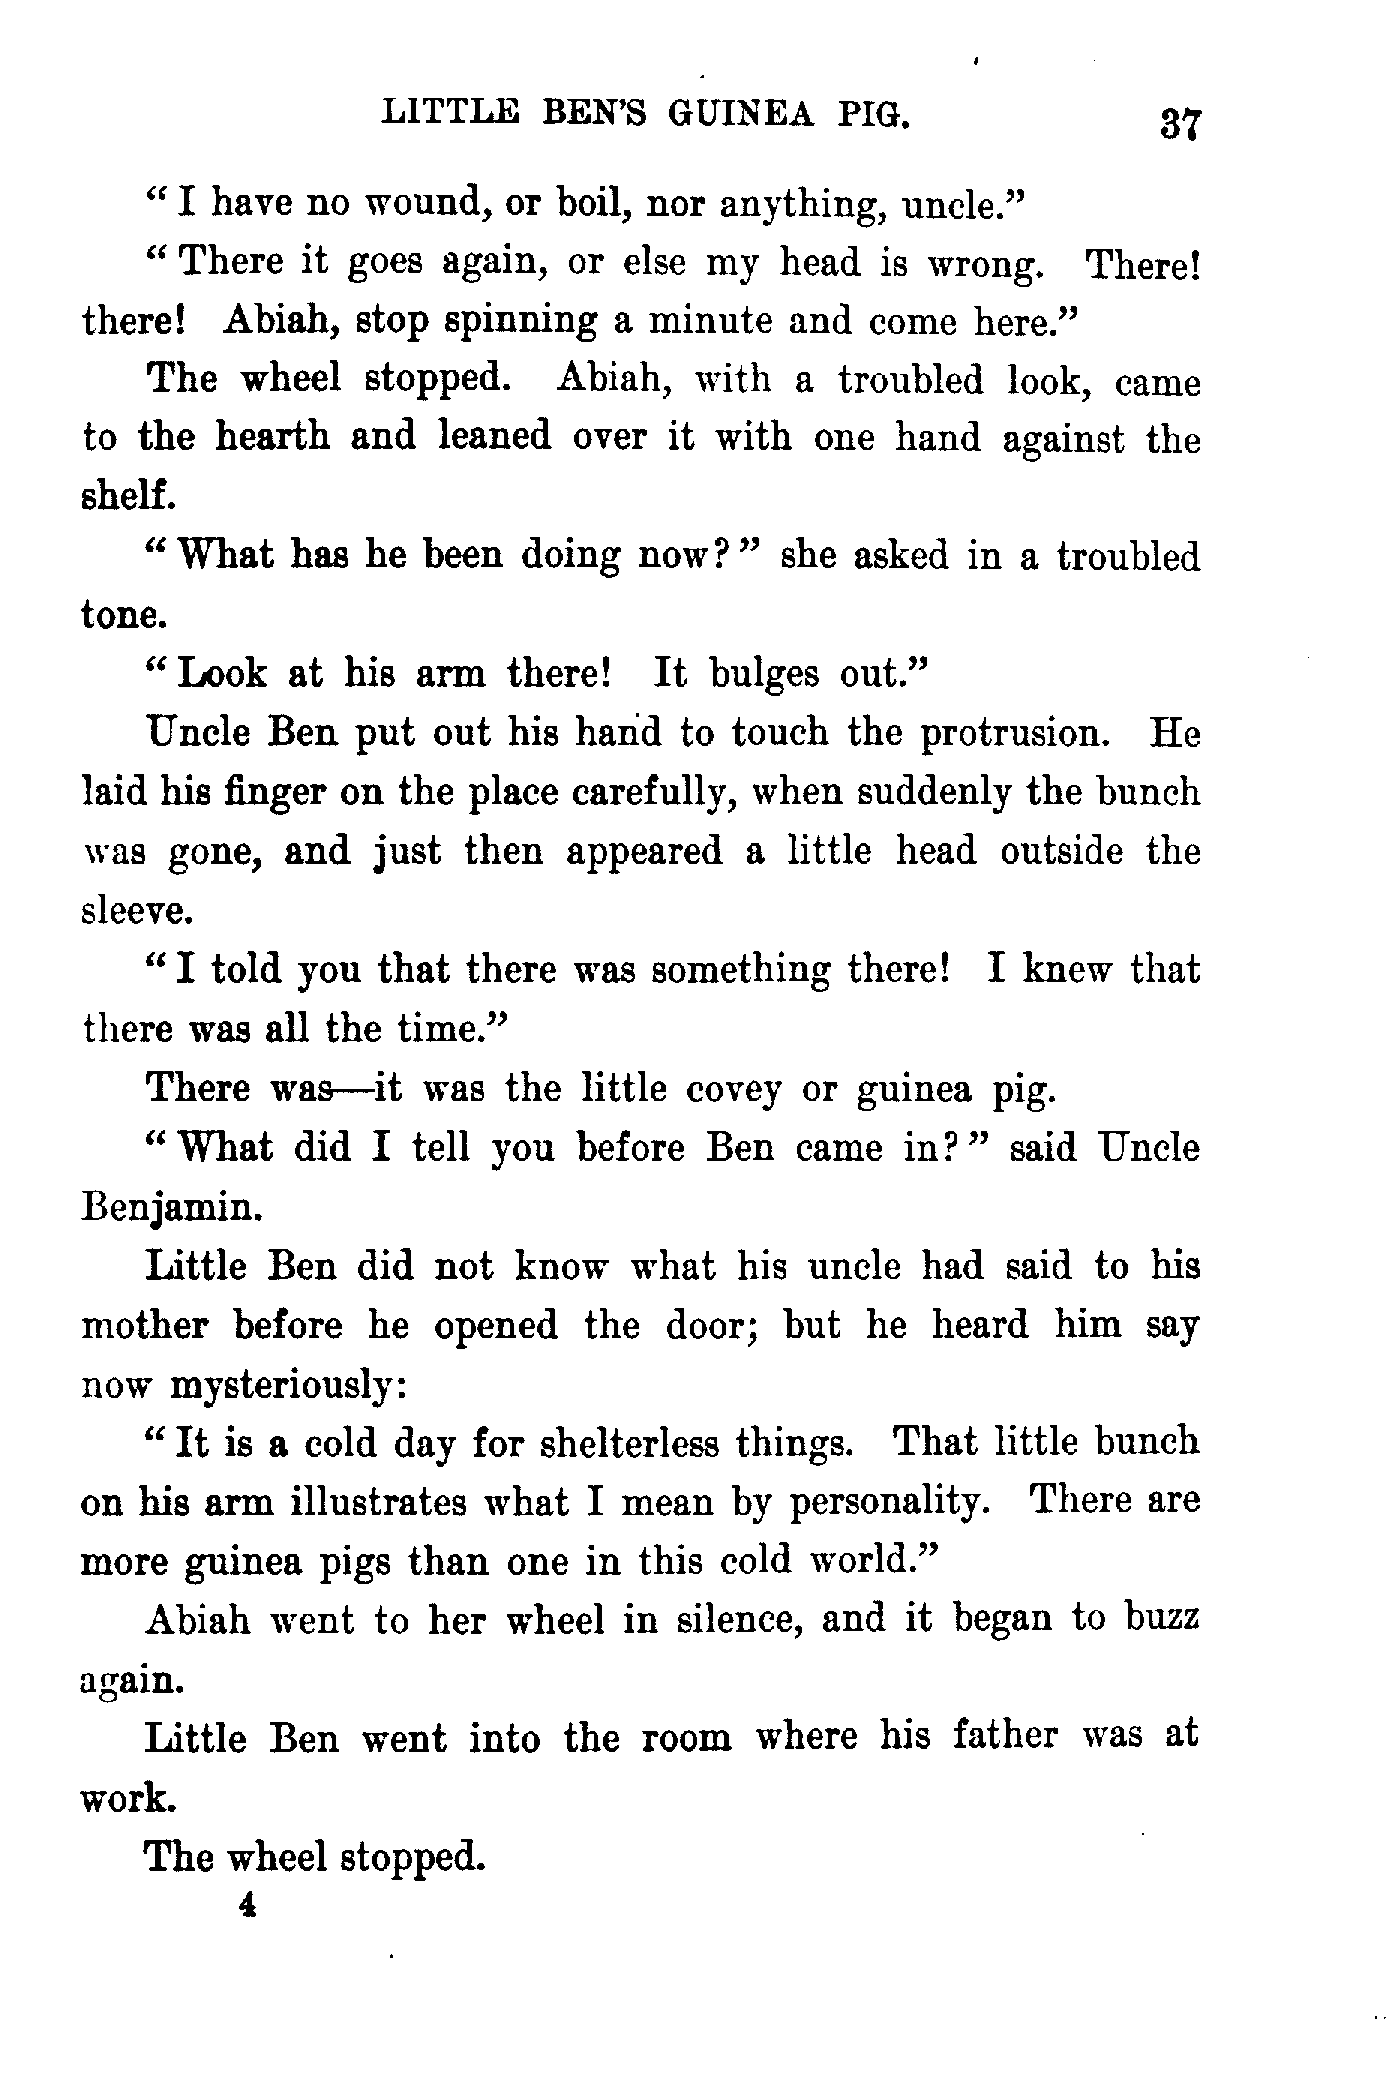 LITTLE BEN'S GUINEA PIG. 37
“ I have no wound, or boil, nor anything, uncle.”
“ There it goes again, or else my head is wrong. There!
there! Abiah, stop spinning a minute and come here.”
The wheel stopped. Abiah, with a troubled look, came
to the hearth and leaned over it with one hand against the
shelf.
“ What has he been doing now? ” she asked in a troubled
tone.
“ Look at his arm there! It bulges out.”
Uncle Ben put out his hand to touch the protrusion. He
laid his finger on the place carefully, when suddenly the bunch
was gone, and just then appeared a little head outside the
sleeve.
“ I told you that there was something there! I knew that
there was all the time.”
There was—it was the little covey or guinea pig.
“ What did I tell you before Ben came in? ” said Uncle
Benjamin.
Little Ben did not know what his uncle had said to his
mother before he opened the door; but he heard him say
now mysteriously:
“ It is a cold day for shelterless things. That little bunch
on his arm illustrates what I mean by personality. There are
more guinea pigs than one in this cold world.”
Abiah went to her wheel in silence, and it began to buzz
again.
Little Ben went into the room where his father was at
work.
The wheel stopped.
4